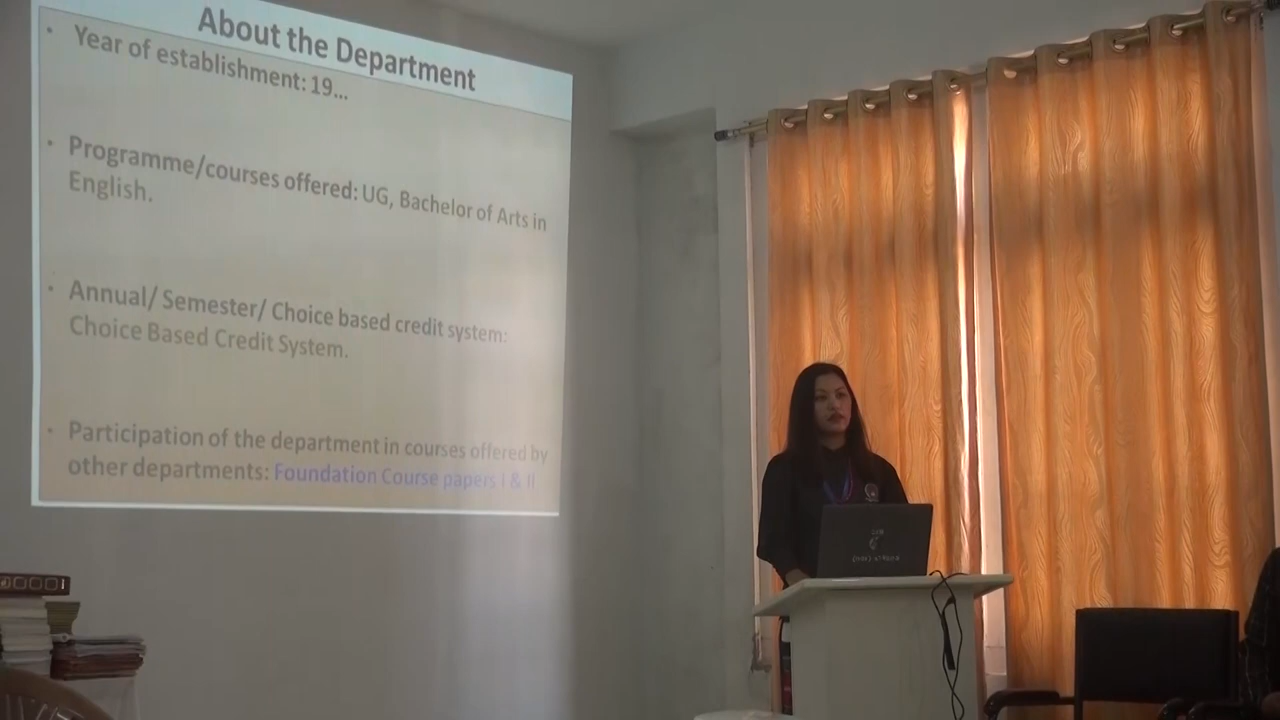 About the Department
• Year of establishment: 19...
• Programme/courses offered: UG, Bachelor of Arts in
English.
• Annual/ Semester/ Choice based credit system:
Choice Based Credit System.
• Participation of the department in courses offered by
other departments: Foundation Course papers I & II